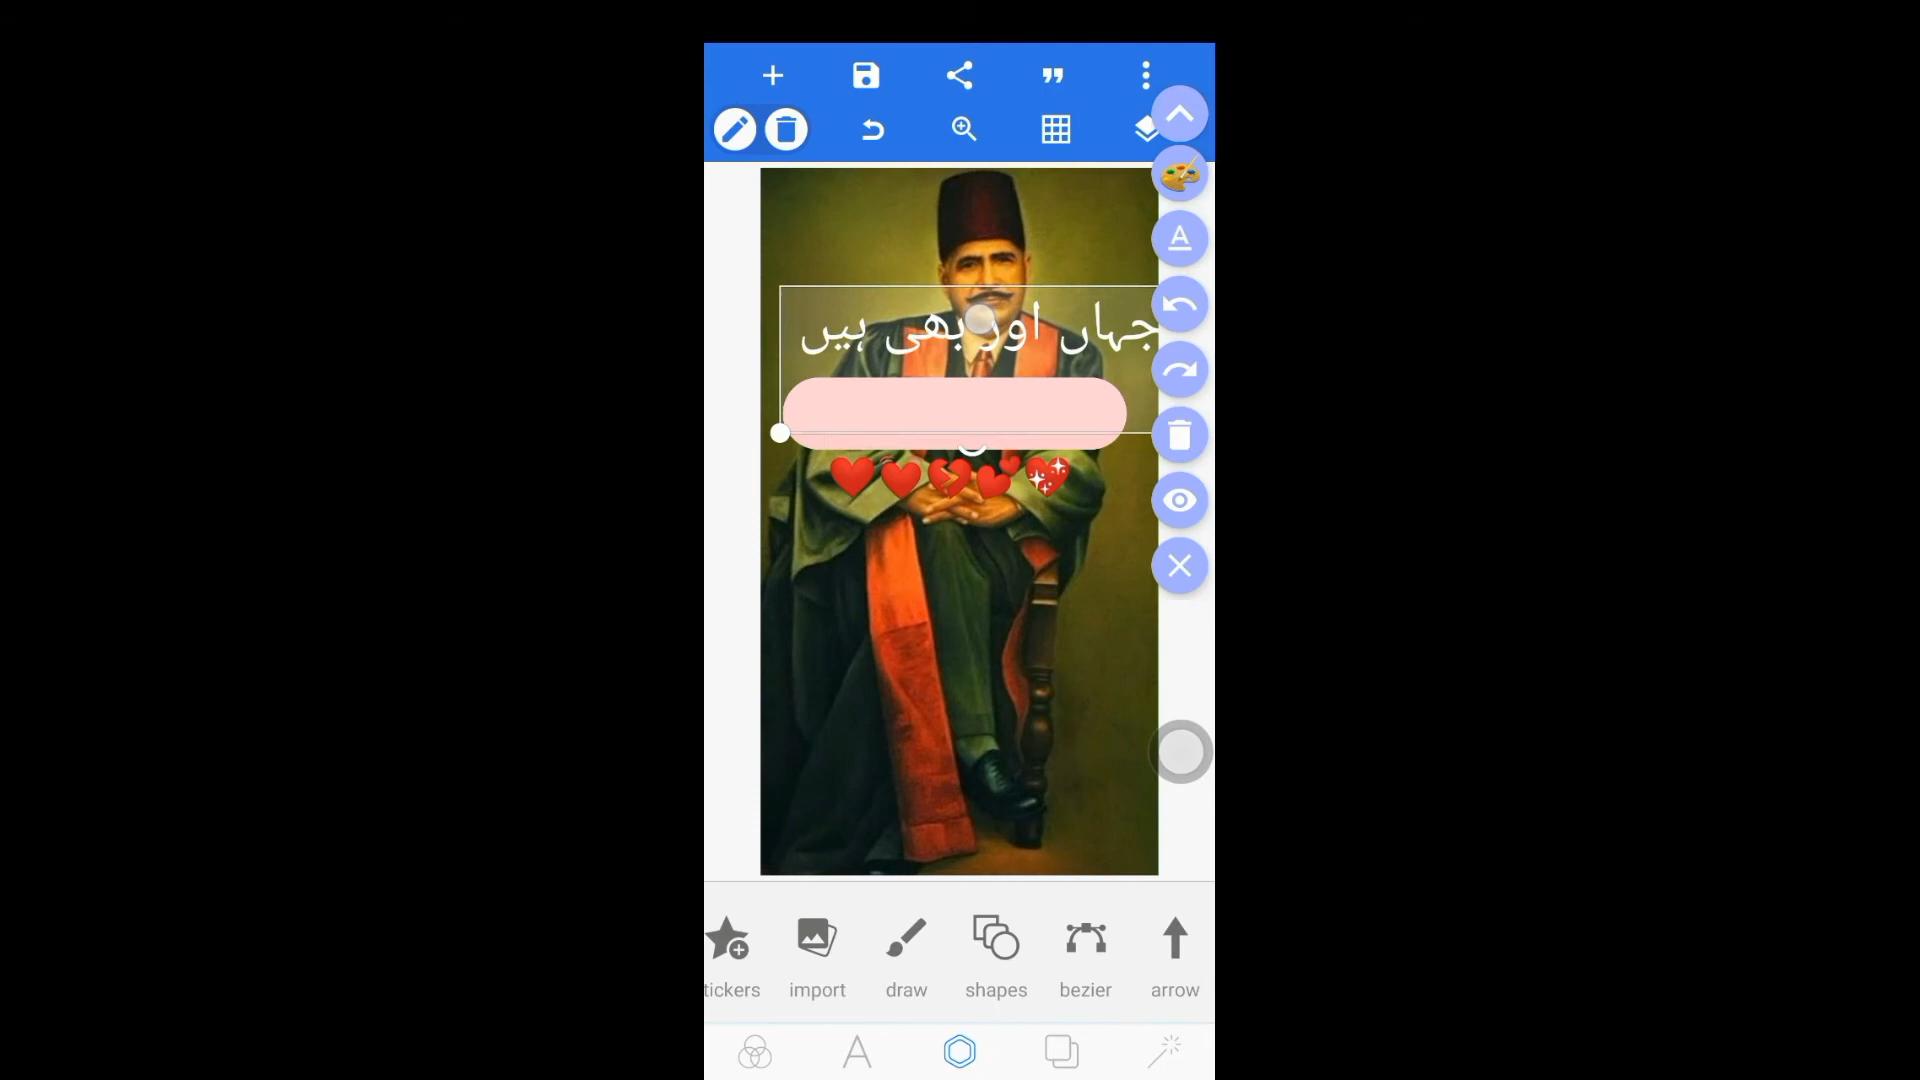 جہاں اور بھی ہیں
tickers import draw shapes bezier arrow